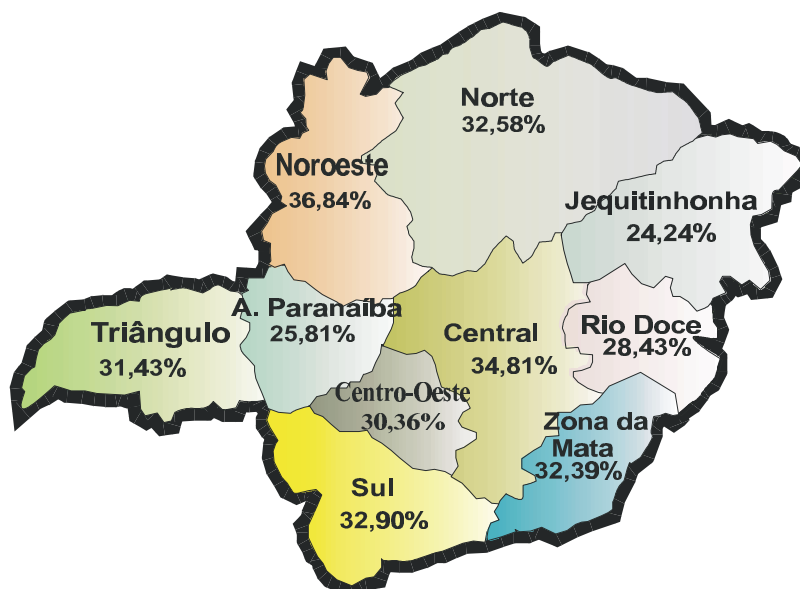 Norte
32,58%
Noroeste
36,84%
Jequitinhonha
24,24%
A. Paranaíba
25,81%
Triângulo
31,43%
Central
34,81%
Rio Doce
28,43%
Centro-Oeste
30,36%
Zona da
Mata
32,39%
Sul
32,90%